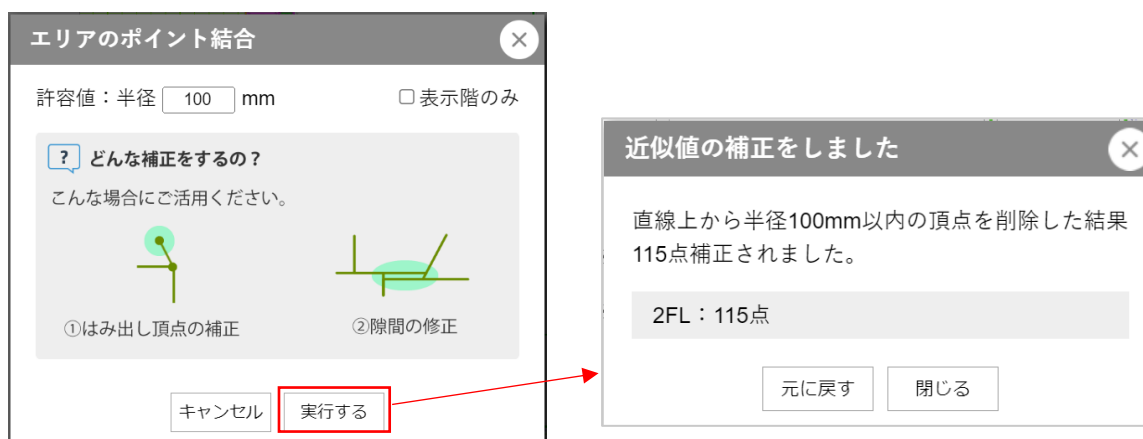 エリアのポイント結合
許容値：半径 100 mm
表示階のみ
? どんな補正をするの？
こんな場合にご活用ください。
①はみ出し頂点の補正
②隙間の修正
キャンセル
実行する
近似値の補正をしました
直線上から半径100mm以内の頂点を削除した結果
115点補正されました。
2FL：115点
元に戻す
閉じる